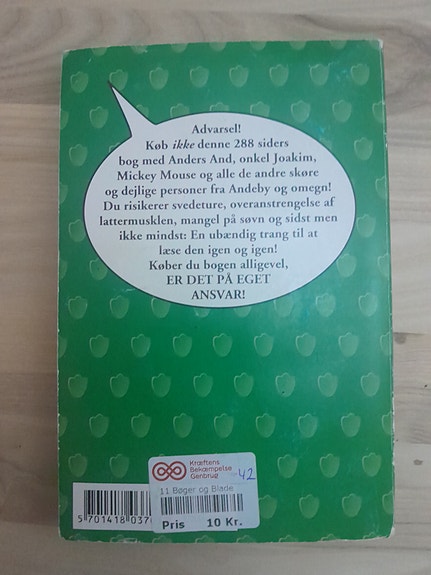 Advarsel!
Køb ikke denne 288 siders
bog med Anders And, onkel Joakim,
Mickey Mouse og alle de andre skøre
og dejlige personer fra Andeby og omegn!
Du risikerer svedeture, overanstrengelse af
lattermusklen, mangel på søvn og sidst men
ikke mindst: En ubændig trang til at
læse den igen og igen!
Køber du bogen alligevel,
ER DET PÅ EGET
ANSVAR!
Kræftens
Bekæmpelse
Genbrug
42
11 Bøger og Blade
Pris 10 Kr.
5 701418 037